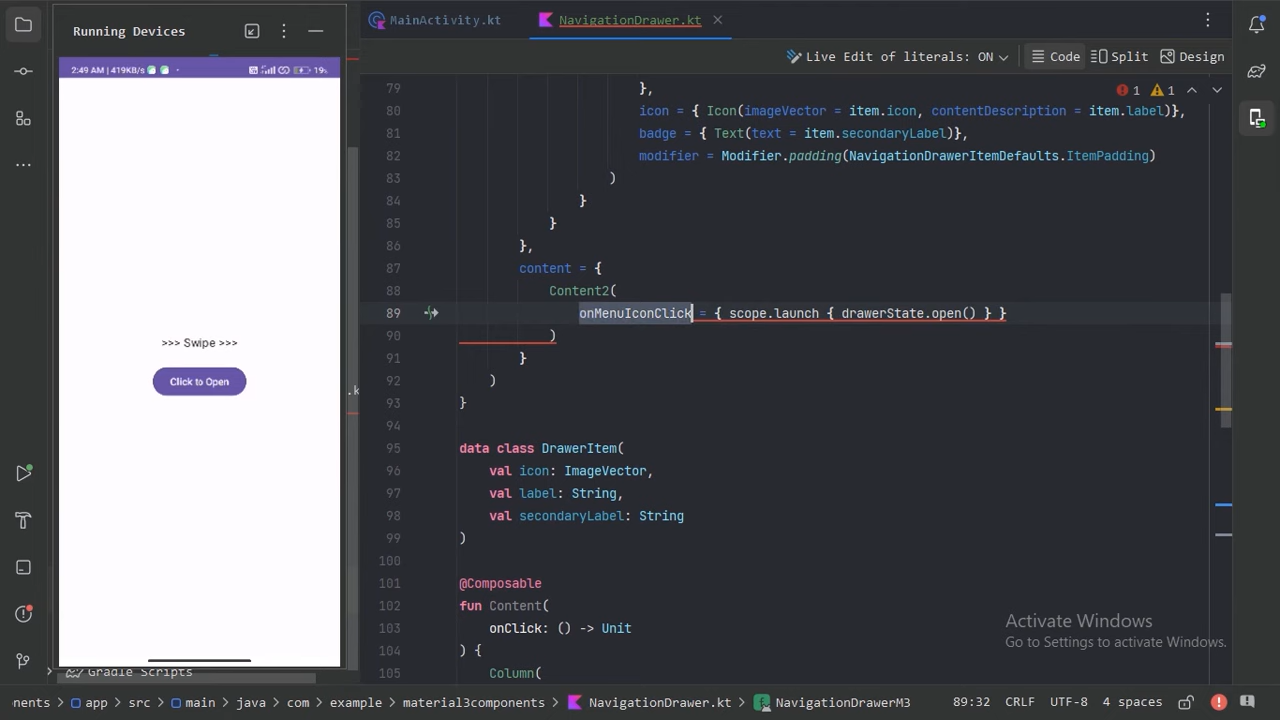 Running Devices
MainActivity.kt
NavigationDrawer.kt
Live Edit of literals: ON
Code
Split
Design
2:49 AM | 419KB/s
19%
1
1
79 },
80 icon = { Icon(imageVector = item.icon, contentDescription = item.label)},
81 badge = { Text(text = item.secondaryLabel)},
82 modifier = Modifier.padding(NavigationDrawerItemDefaults.ItemPadding)
83 )
84 }
85 }
86 },
87 content = {
88 Content2(
89 onMenuIconClick = { scope.launch { drawerState.open() } }
90 )
91 }
92 )
93 }
94
95 data class DrawerItem(
96 val icon: ImageVector,
97 val label: String,
98 val secondaryLabel: String
99 )
100
101 @Composable
102 fun Content(
103 onClick: () -> Unit
104 ) {
105 Column(
>>> Swipe >>>
Click to Open
.k
Gradle Scripts
Activate Windows
Go to Settings to activate Windows.
nents > app > src > main > java > com > example > material3components > NavigationDrawer.kt > NavigationDrawerM3
89:32 CRLF UTF-8 4 spaces